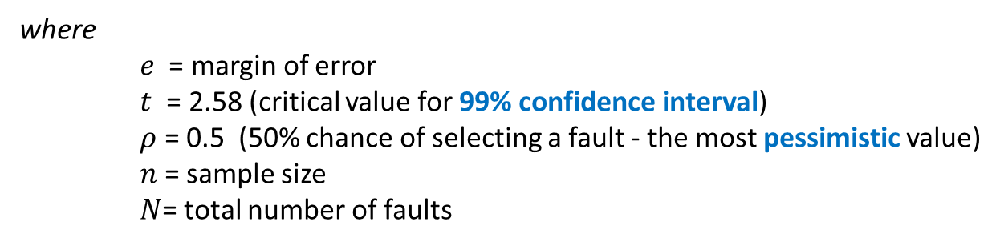 where
e = margin of error
t = 2.58 (critical value for 99% confidence interval)
ρ = 0.5 (50% chance of selecting a fault - the most pessimistic value)
n = sample size
N= total number of faults